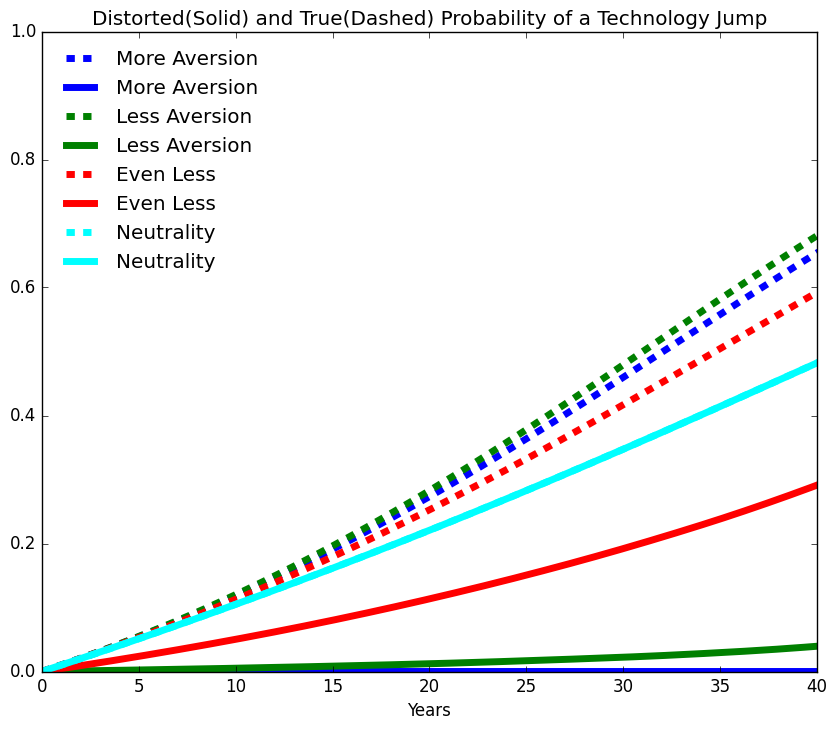 Distorted(Solid) and True(Dashed) Probability of a Technology Jump
1.0
More Aversion
More Aversion
Less Aversion
0.8
Less Aversion
Even Less
Even Less
Neutrality
Neutrality
0.6
0.4
0.2
0.0
0 5 10 15 20 25 30 35 40
Years